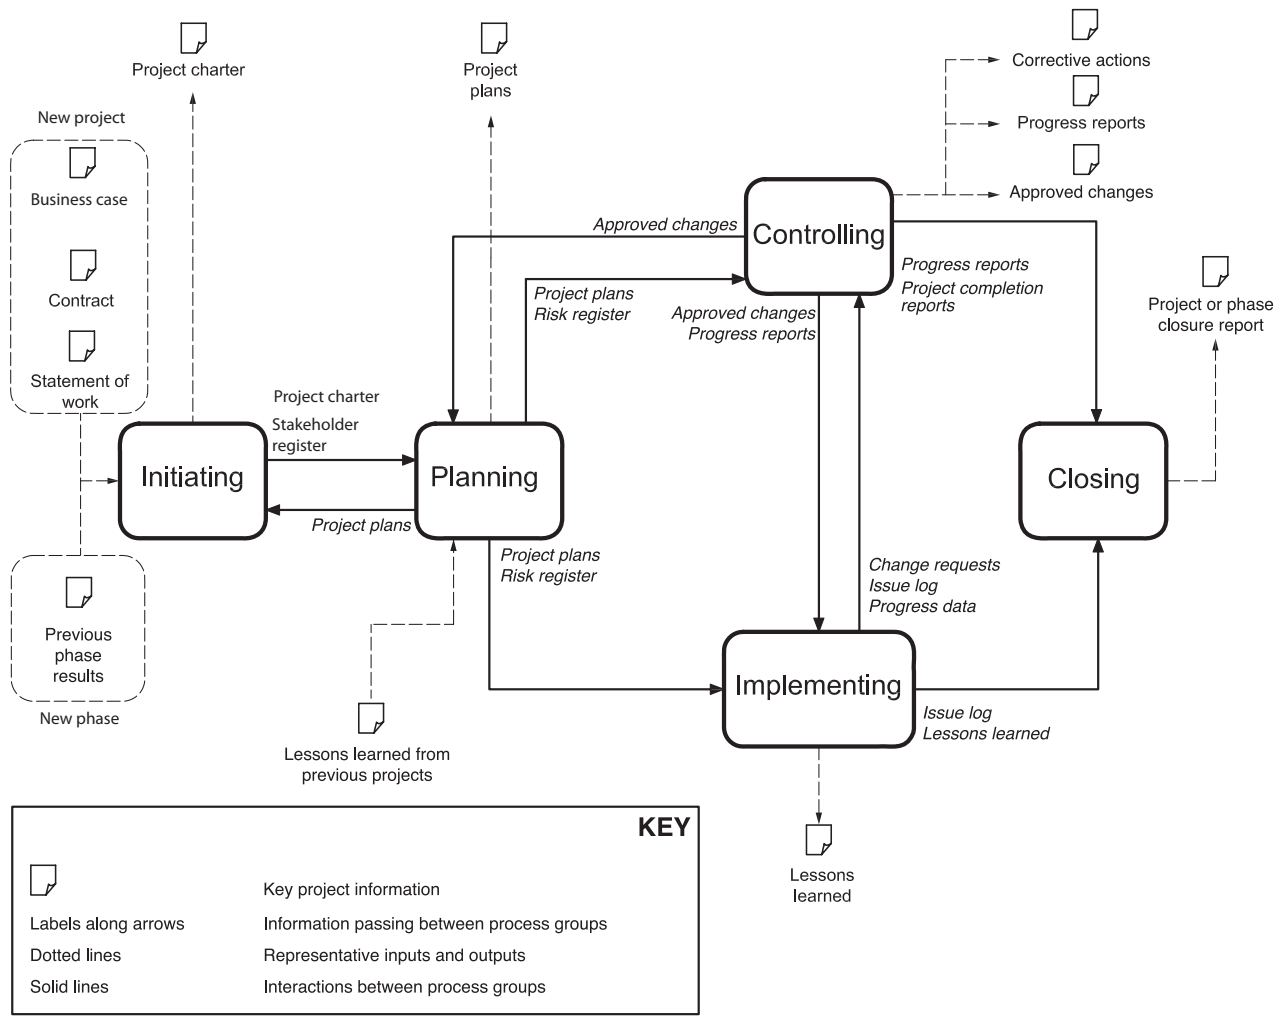 Project charter
Project
plans
Corrective actions
Progress reports
Approved changes
New project
Business case
Contract
Statement of
work
Controlling
Approved changes
Project plans
Risk register
Approved changes
Progress reports
Progress reports
Project completion
reports
Project or phase
closure report
Project charter
Stakeholder
register
Initiating
Planning
Closing
Project plans
Project plans
Risk register
Change requests
Issue log
Progress data
Previous
phase
results
New phase
Implementing
Issue log
Lessons learned
Lessons learned from
previous projects
Lessons
learned
KEY
Key project information
Labels along arrows Information passing between process groups
Dotted lines Representative inputs and outputs
Solid lines Interactions between process groups